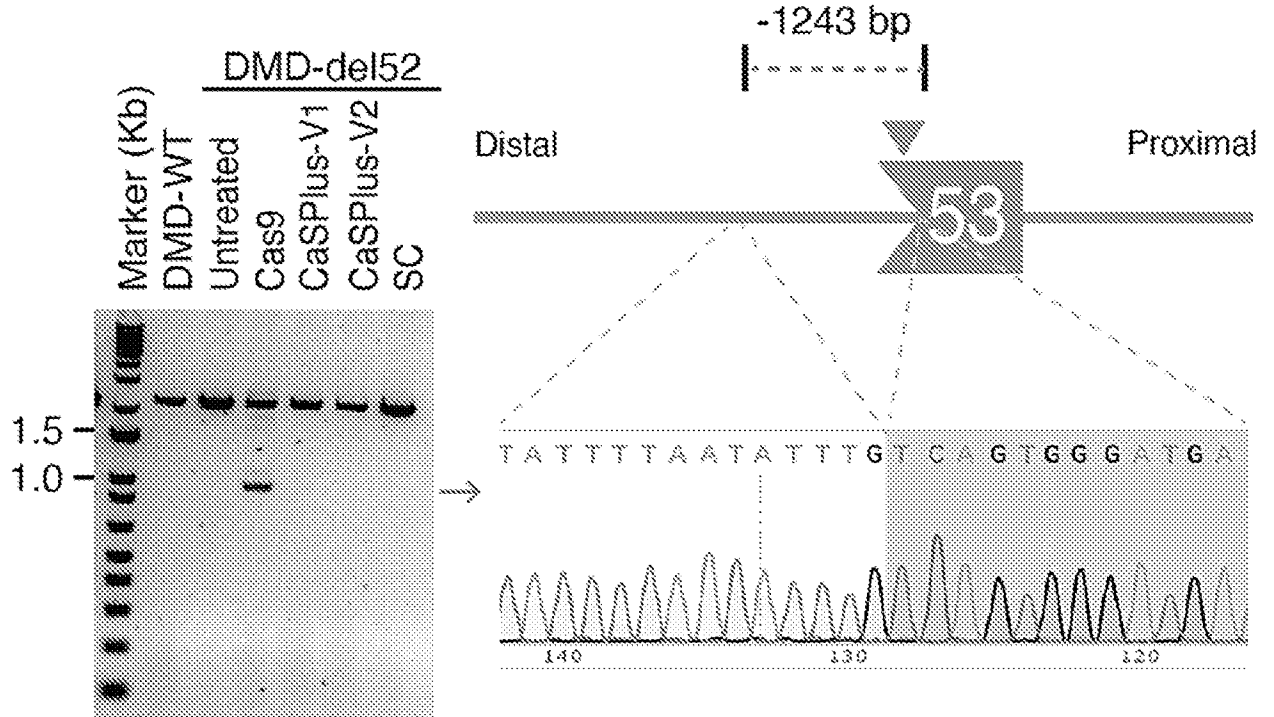 -1243 bp
DMD-del52
Marker (Kb)
DMD-WT
Untreated
Cas9
CaSPlus-V1
CaSPlus-V2
SC
Distal
Proximal
53
1.5
1.0
TATTTTAATATTTGTCAGTGGGATGA
140 130 120